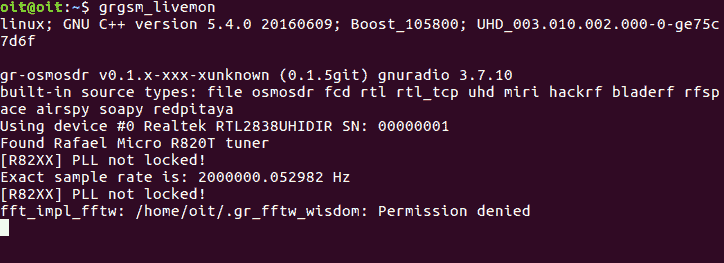 oit@oit:~$ grgsm_livemon
linux; GNU C++ version 5.4.0 20160609; Boost_105800; UHD_003.010.002.000-0-ge75c
7d6f
gr-osmosdr v0.1.x-xxx-xunknown (0.1.5git) gnuradio 3.7.10
built-in source types: file osmosdr fcd rtl rtl_tcp uhd miri hackrf bladerf rfsp
ace airspy soapy redpitaya
Using device #0 Realtek RTL2838UHIDIR SN: 00000001
Found Rafael Micro R820T tuner
[R82XX] PLL not locked!
Exact sample rate is: 2000000.052982 Hz
[R82XX] PLL not locked!
fft_impl_fftw: /home/oit/.gr_fftw_wisdom: Permission denied